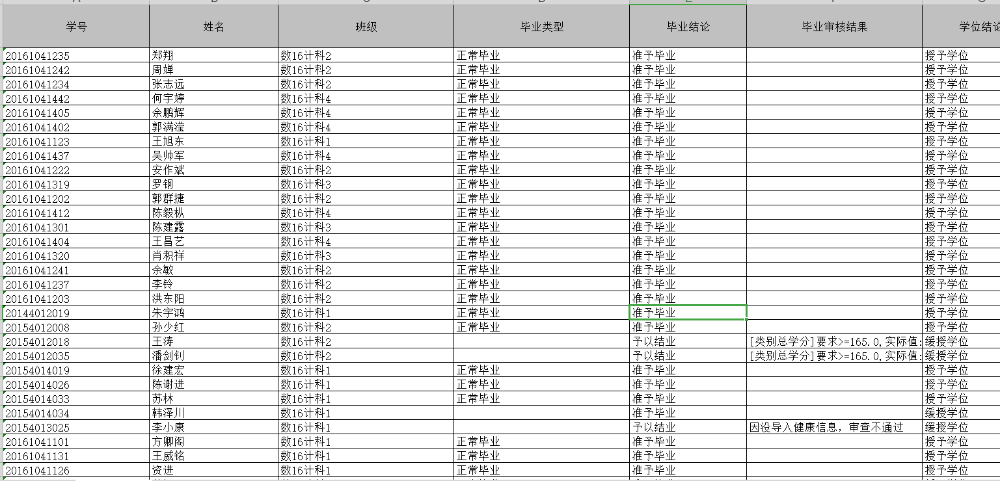 学号 姓名 班级 毕业类型 毕业结论 毕业审核结果 学位结论
20161041235 郑翔 数16计科2 正常毕业 准予毕业 授予学位
20161041242 周婵 数16计科2 正常毕业 准予毕业 授予学位
20161041234 张志远 数16计科2 正常毕业 准予毕业 授予学位
20161041442 何宇婷 数16计科4 正常毕业 准予毕业 授予学位
20161041405 余鹏辉 数16计科4 正常毕业 准予毕业 授予学位
20161041402 郭满滢 数16计科4 正常毕业 准予毕业 授予学位
20161041123 王旭东 数16计科1 正常毕业 准予毕业 授予学位
20161041437 吴帅军 数16计科4 正常毕业 准予毕业 授予学位
20161041222 安作斌 数16计科2 正常毕业 准予毕业 授予学位
20161041319 罗钢 数16计科3 正常毕业 准予毕业 授予学位
20161041202 郭群捷 数16计科2 正常毕业 准予毕业 授予学位
20161041412 陈毅枞 数16计科4 正常毕业 准予毕业 授予学位
20161041301 陈建露 数16计科3 正常毕业 准予毕业 授予学位
20161041404 王昌艺 数16计科4 正常毕业 准予毕业 授予学位
20161041320 肖积祥 数16计科3 正常毕业 准予毕业 授予学位
20161041241 余敏 数16计科2 正常毕业 准予毕业 授予学位
20161041237 李铃 数16计科2 正常毕业 准予毕业 授予学位
20161041203 洪东阳 数16计科2 正常毕业 准予毕业 授予学位
20144012019 朱宇鸿 数16计科1 正常毕业 准予毕业 授予学位
20154012008 孙少红 数16计科2 正常毕业 准予毕业 授予学位
20154012018 王涛 数16计科2 予以结业 [类别总学分]要求>=165.0,实际值: 缓授学位
20154012035 潘剑钊 数16计科2 予以结业 [类别总学分]要求>=165.0,实际值: 缓授学位
20154014019 徐建宏 数16计科1 正常毕业 准予毕业 授予学位
20154014026 陈谢进 数16计科1 正常毕业 准予毕业 授予学位
20154014033 苏林 数16计科1 正常毕业 准予毕业 授予学位
20154014034 韩泽川 数16计科1 准予毕业 缓授学位
20154013025 李小康 数16计科1 予以结业 因没导入健康信息，审查不通过 缓授学位
20161041101 方卿阁 数16计科1 正常毕业 准予毕业 授予学位
20161041131 王威铭 数16计科1 正常毕业 准予毕业 授予学位
20161041126 资进 数16计科1 正常毕业 准予毕业 授予学位